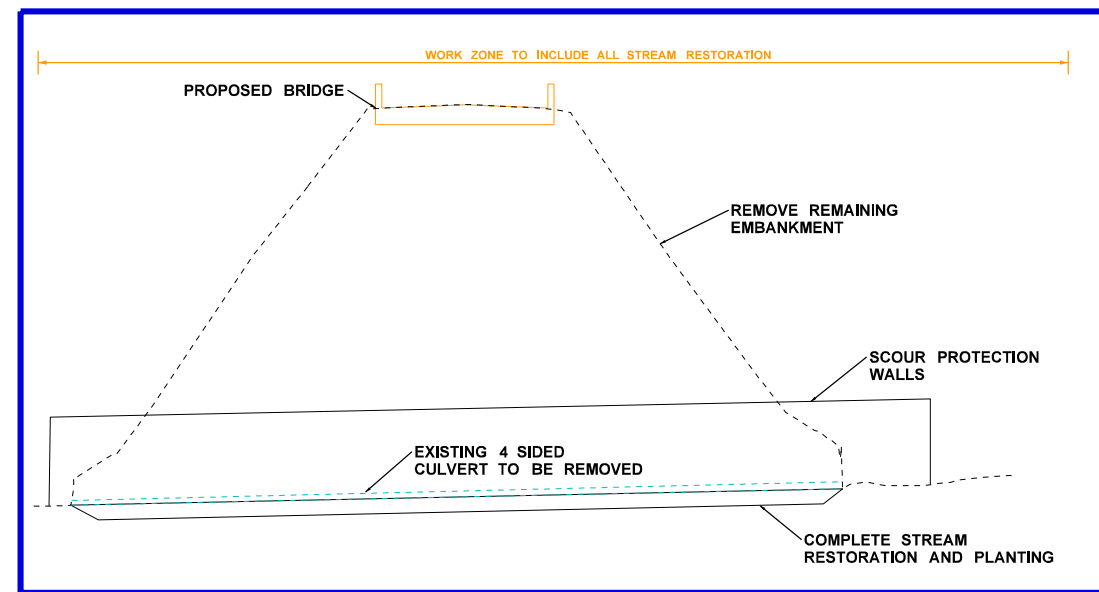 WORK ZONE TO INCLUDE ALL STREAM RESTORATION
PROPOSED BRIDGE
REMOVE REMAINING
EMBANKMENT
SCOUR PROTECTION
WALLS
EXISTING 4 SIDED
CULVERT TO BE REMOVED
COMPLETE STREAM
RESTORATION AND PLANTING